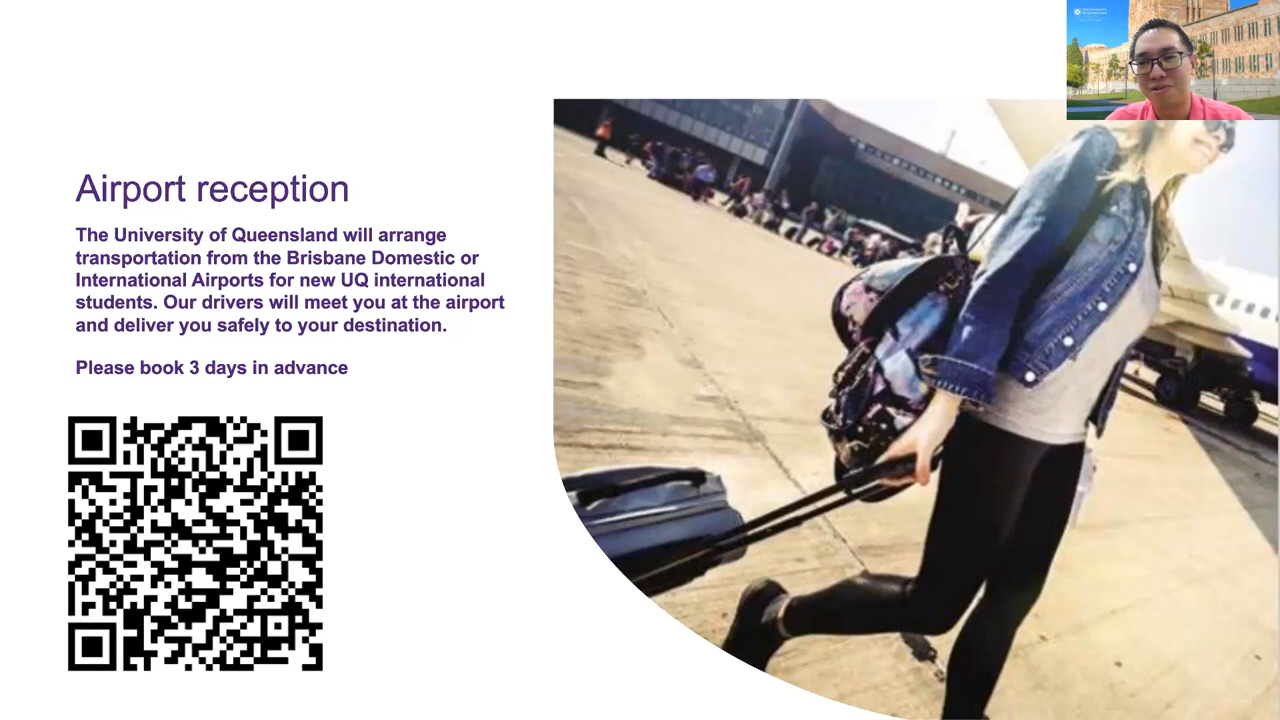 Airport reception
The University of Queensland will arrange
transportation from the Brisbane Domestic or
International Airports for new UQ international
students. Our drivers will meet you at the airport
and deliver you safely to your destination.
Please book 3 days in advance